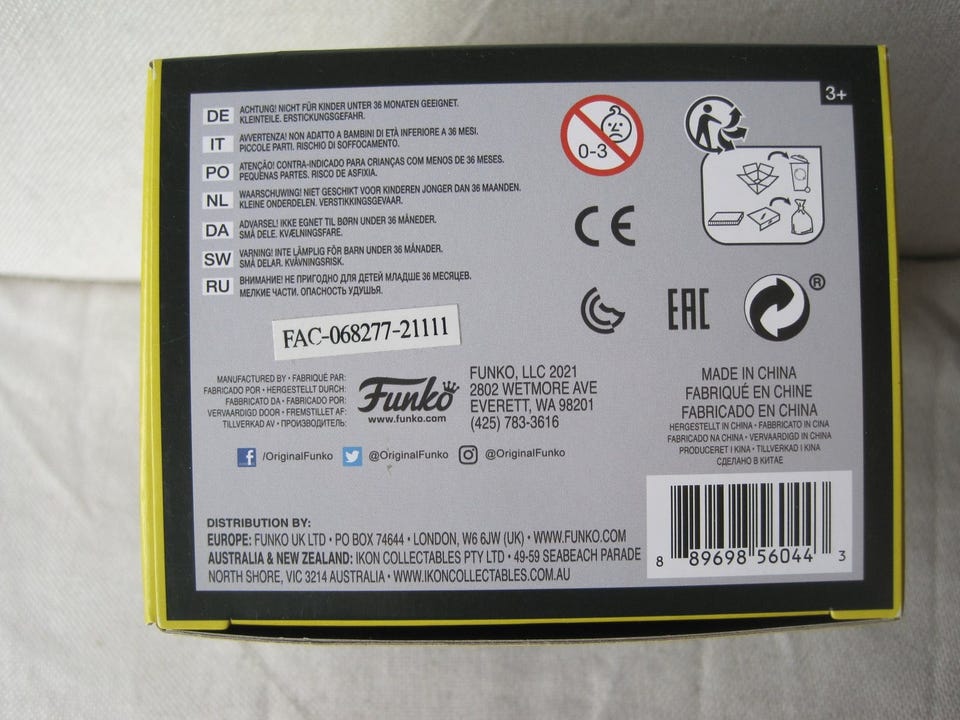 3+
DE ACHTUNG! NICHT FÜR KINDER UNTER 36 MONATEN GEEIGNET.
KLEINTEILE. ERSTICKUNGSGEFAHR.
IT AVVERTENZA! NON ADATTO A BAMBINI DI ETÀ INFERIORE A 36 MESI.
PICCOLE PARTI. RISCHIO DI SOFFOCAMENTO.
PO ATENÇÃO! CONTRA-INDICADO PARA CRIANÇAS COM MENOS DE 36 MESES.
PEQUENAS PARTES. RISCO DE ASFIXIA.
NL WAARSCHUWING! NIET GESCHIKT VOOR KINDEREN JONGER DAN 36 MAANDEN.
KLEINE ONDERDELEN. VERSTIKKINGSGEVAAR.
DA ADVARSEL! IKKE EGNET TIL BØRN UNDER 36 MÅNEDER.
SMÅ DELE. KVÆLNINGSFARE.
SW VARNING! INTE LÄMPLIG FÖR BARN UNDER 36 MÅNADER.
SMÅ DELAR. KVÄVNINGSRISK.
RU ВНИМАНИЕ! НЕ ПРИГОДНО ДЛЯ ДЕТЕЙ МЛАДШЕ 36 МЕСЯЦЕВ.
МЕЛКИЕ ЧАСТИ. ОПАСНОСТЬ УДУШЬЯ.
0-3
CE
EAC
®
FAC-068277-21111
MANUFACTURED BY • FABRIQUÉ PAR:
FABRICADO POR • HERGESTELLT DURCH:
FABBRICATO DA • FABRICADO POR:
VERVAARDIGD DOOR • FREMSTILLET AF:
TILLVERKAD AV • ПРОИЗВОДИТЕЛЬ:
Funko
www.funko.com
FUNKO, LLC 2021
2802 WETMORE AVE
EVERETT, WA 98201
(425) 783-3616
MADE IN CHINA
FABRIQUÉ EN CHINE
FABRICADO EN CHINA
HERGESTELLT IN CHINA • FABBRICATO IN CINA
FABRICADO NA CHINA • VERVAARDIGD IN CHINA
PRODUCERET I KINA • TILLVERKAD I KINA
СДЕЛАНО В КИТАЕ
f /OriginalFunko @OriginalFunko @OriginalFunko
DISTRIBUTION BY:
EUROPE: FUNKO UK LTD • PO BOX 74644 • LONDON, W6 6JW (UK) • WWW.FUNKO.COM
AUSTRALIA & NEW ZEALAND: IKON COLLECTABLES PTY LTD • 49-59 SEABEACH PARADE
NORTH SHORE, VIC 3214 AUSTRALIA • WWW.IKONCOLLECTABLES.COM.AU
8 89698 56044 3